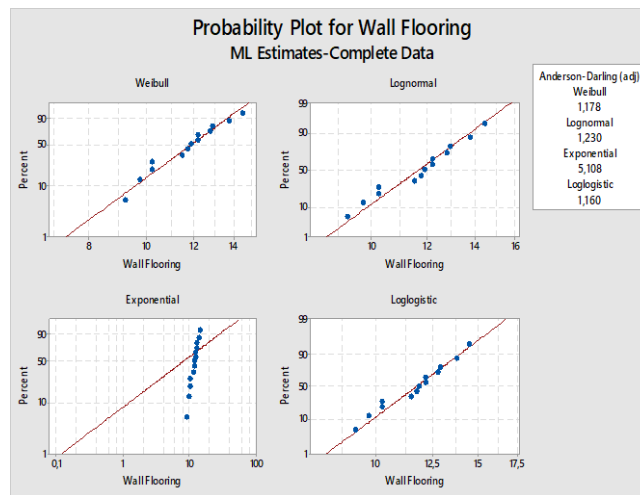 Probability Plot for Wall Flooring
ML Estimates-Complete Data
Anderson-Darling (adj)
Weibull
1,178
Lognormal
1,230
Exponential
5,108
Loglogistic
1,160
Weibull
Percent
90
50
10
1
8 10 12 14
Wall Flooring
Lognormal
Percent
99
90
50
10
1
10 12 14 16
Wall Flooring
Exponential
Percent
90
50
10
1
0,1 1 10 100
Wall Flooring
Loglogistic
Percent
99
90
50
10
1
10 12,5 15 17,5
Wall Flooring